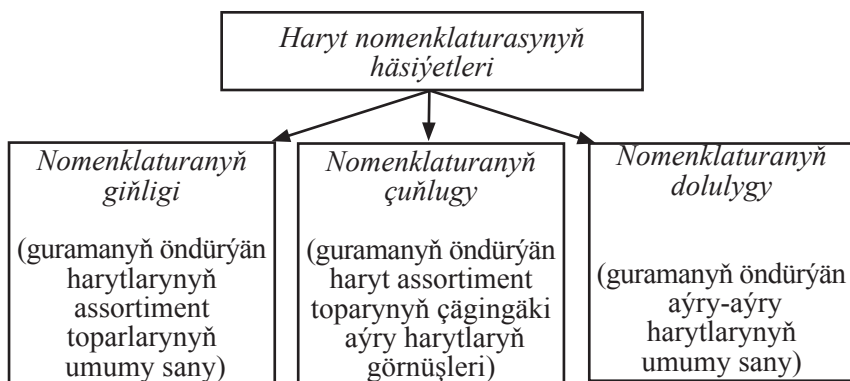 Haryt nomenklaturasynyň
häsiýetleri
Nomenklaturanyň
giňligi
(guramanyň öndürýän
harytlarynyň
assortiment
toparlarynyň
umumy sany)
Nomenklaturanyň
çuňlugy
(guramanyň öndürýän
haryt assortiment
toparynyň çägingäki
aýry harytlaryň
görnüşleri)
Nomenklaturanyň
dolulygy
(guramanyň öndürýän
aýry-aýry
harytlarynyň
umumy sany)